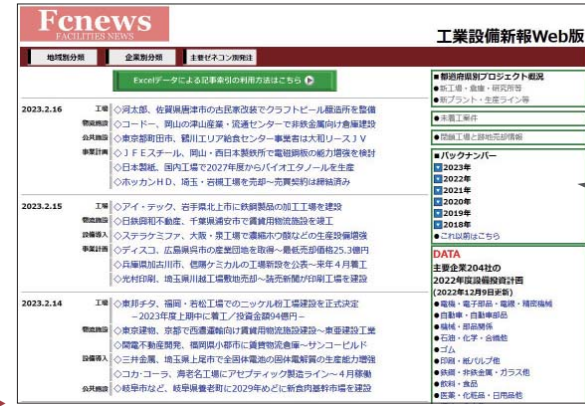 Fcnews
FACILITIES NEWS
工業設備新報Web版
地域別分類
企業別分類
主要ゼネコン別発注
Excelデータによる記事索引の利用方法はこちら
2023.2.16
工場
◇河太郎、佐賀県唐津市の古民家改装でクラフトビール醸造所を整備
物流施設
◇コードー、岡山の津山産業・流通センターで非鉄金属向け倉庫建設
公共施設
◇東京都町田市、鶴川エリア給食センター事業者は大和リースJV
事業計画
◇JFEスチール、岡山・西日本製鉄所で電磁鋼板の能力増強を検討
◇日本製紙、国内工場で2027年度からバイオエタノールを生産
◇ホッカンHD、埼玉・岩槻工場を売却～売買契約は締結済み
2023.2.15
工場
◇アイ・テック、岩手県北上市に鉄鋼製品の加工工場を建設
物流施設
◇日鉄興和不動産、千葉県浦安市で賃貸用物流施設を竣工
設備導入
◇ステラケミファ、大阪・泉工場で濃縮ホウ酸などの生産設備増強
事業計画
◇ディスコ、広島県呉市の産業団地を取得～最低売却価格25.3億円
◇兵庫県加古川市、信陽ケミカルの工場新設を公表～来年4月着工
◇光村印刷、埼玉県川越工場敷地売却～読売新聞が印刷工場を建設
2023.2.14
工場
◇東邦チタ、福岡・若松工場でのニッケル粉工場建設を正式決定
－2023年度上期中に着工／投資金額94億円－
物流施設
◇東京建物、京都で西濃運輸向け賃貸用物流施設建設～東亜建設工業
◇関電不動産開発、福岡県小郡市に賃貸物流倉庫～サンコービルド
設備導入
◇三井金属、埼玉県上尾市で全固体電池の固体電解質の生産能力増強
◇コカ·コーラ、海老名工場にアセプティック製造ライン～4月稼働
公共施設
◇岐阜市など、岐阜県養老町に2029年めどに新食肉基幹市場を建設
■都道府県別プロジェクト概況
●新工場・倉庫・研究所等
●新プラント・生産ライン等
●未着工案件
●閉鎖工場と跡地売却情報
■バックナンバー
2023年
2022年
2021年
2020年
2019年
2018年
●これ以前はこちら
DATA
主要企業204社の
2022年度設備投資計画
(2022年12月9日更新)
●電機・電子部品・電線・精密機械
●自動車・自動車部品
●機械・部品関係
●石油・化学・合繊他
●ゴム
●印刷・紙パルプ他
●鉄鋼・非鉄金属・ガラス他
●飲料・食品
●医薬・化粧品・日用品他